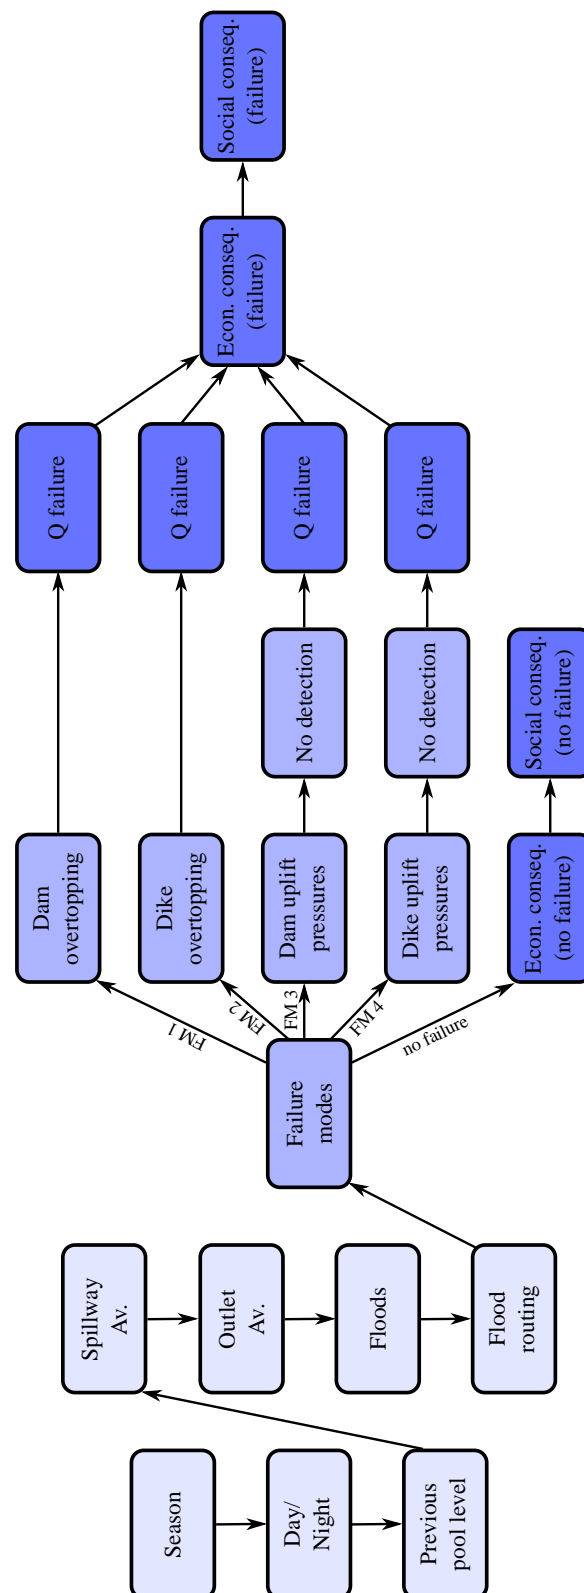 Season
Day/
Night
Previous
pool level
Spillway
Av.
Outlet
Av.
Floods
Flood
routing
Failure
modes
FM 1
FM 2
FM 3
FM 4
no failure
Dam
overtopping
Dike
overtopping
Dam uplift
pressures
Dike uplift
pressures
Econ. conseq.
(no failure)
No detection
No detection
Social conseq.
(no failure)
Q failure
Q failure
Q failure
Q failure
Econ. conseq.
(failure)
Social conseq.
(failure)